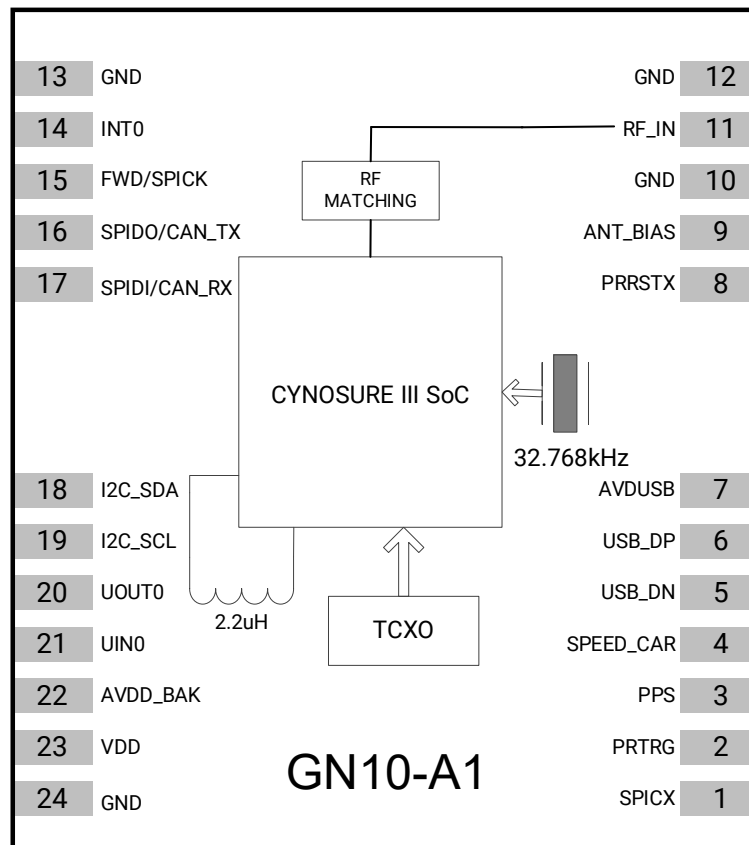 13 GND GND 12
14 INT0 RF_IN 11
15 FWD/SPICK RF GND 10
MATCHING
16 SPIDO/CAN_TX ANT_BIAS 9
17 SPIDI/CAN_RX PRRSTX 8
CYNOSURE III SoC
32.768kHz
18 I2C_SDA AVDUSB 7
19 I2C_SCL USB_DP 6
20 UOUT0 USB_DN 5
2.2uH TCXO
21 UIN0 SPEED_CAR 4
22 AVDD_BAK PPS 3
23 VDD PRTRG 2
GN10-A1
24 GND SPICX 1